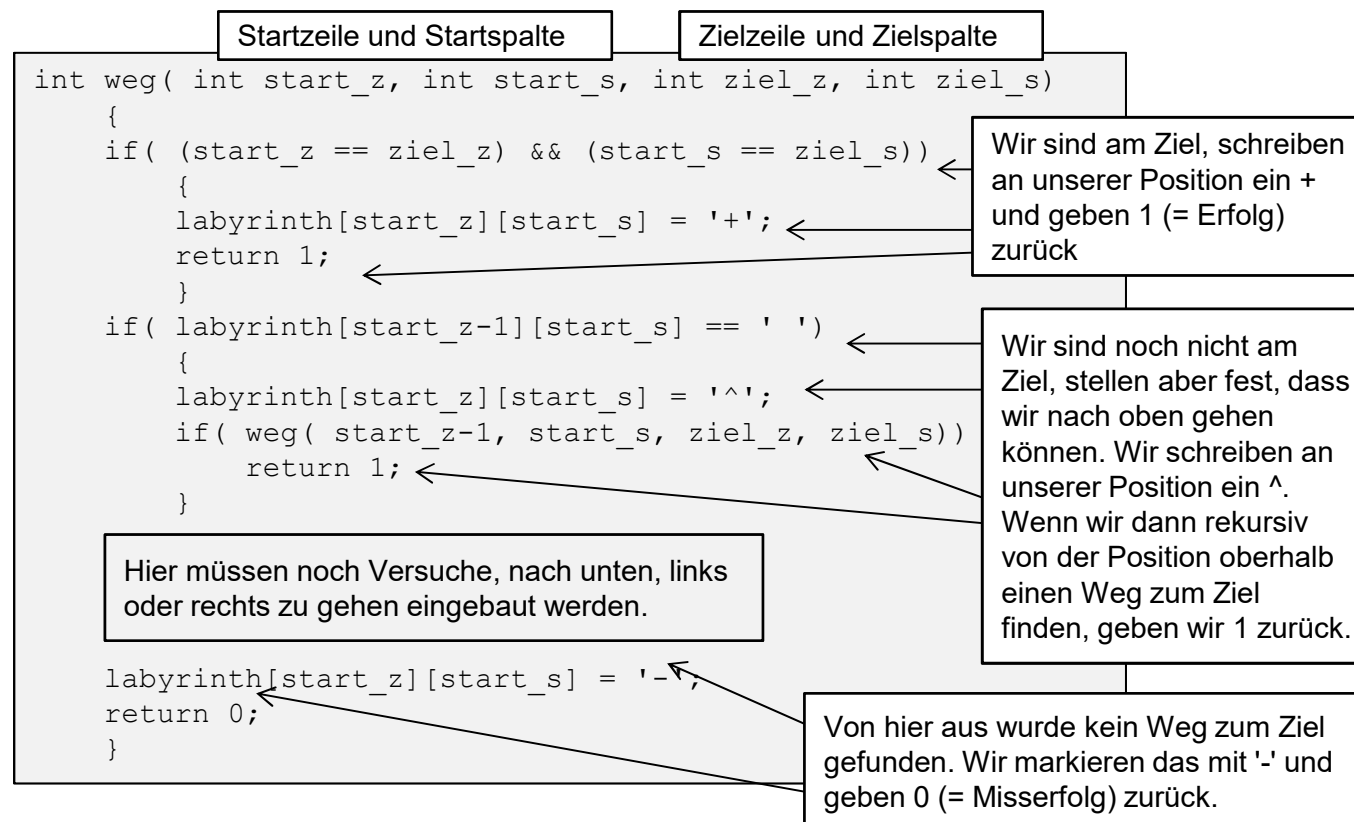 Startzeile und Startspalte
Zielzeile und Zielspalte
int weg( int start_z, int start_s, int ziel_z, int ziel_s)
{
if( (start_z == ziel_z) && (start_s == ziel_s))
{
labyrinth[start_z][start_s] = '+';
return 1;
}
Wir sind am Ziel, schreiben
an unserer Position ein +
und geben 1 (= Erfolg)
zurück
if( labyrinth[start_z-1][start_s] == ' ')
{
labyrinth[start_z][start_s] = '^';
if( weg( start_z-1, start_s, ziel_z, ziel_s))
return 1;
}
Wir sind noch nicht am
Ziel, stellen aber fest, dass
wir nach oben gehen
können. Wir schreiben an
unserer Position ein ^.
Wenn wir dann rekursiv
von der Position oberhalb
einen Weg zum Ziel
finden, geben wir 1 zurück.
Hier müssen noch Versuche, nach unten, links
oder rechts zu gehen eingebaut werden.
labyrinth[start_z][start_s] = '-';
return 0;
}
Von hier aus wurde kein Weg zum Ziel
gefunden. Wir markieren das mit '-' und
geben 0 (= Misserfolg) zurück.